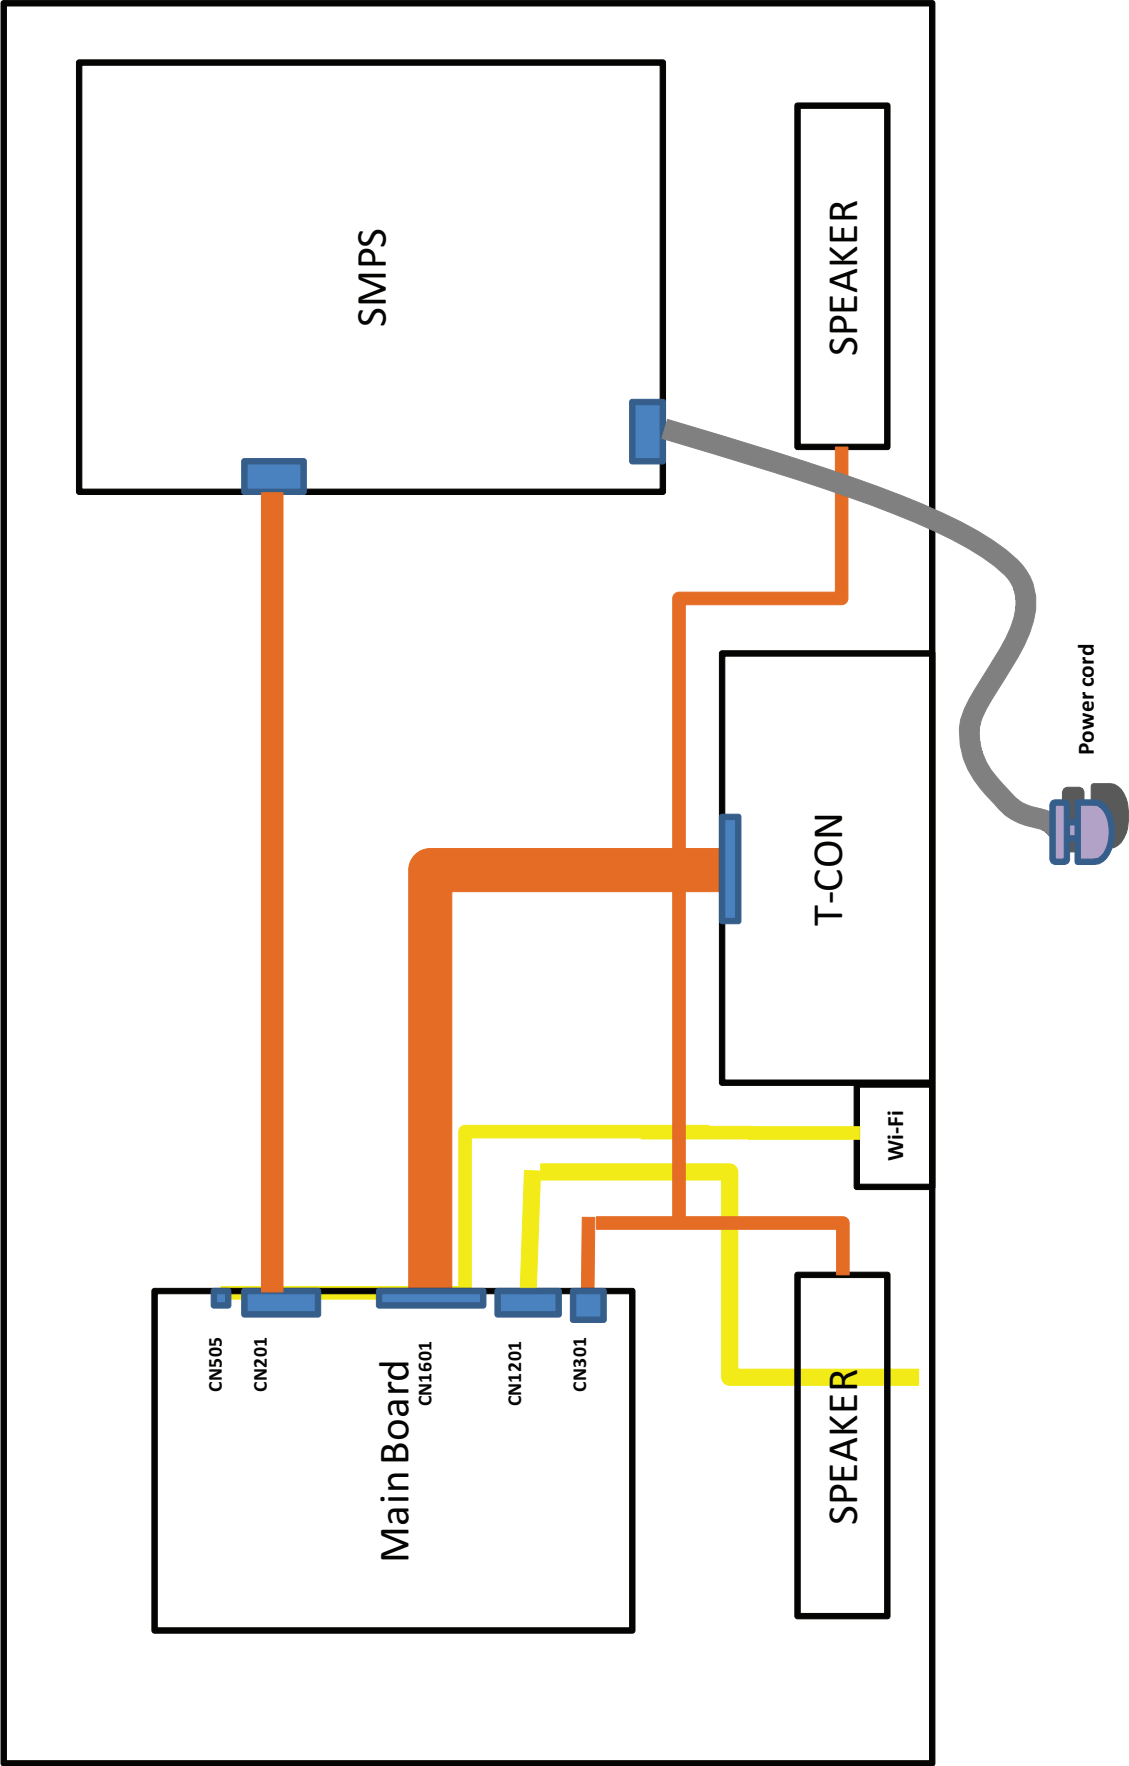 SMPS
SPEAKER
Power cord
T-CON
Wi-Fi
CN505
CN201
CN1601
CN1201
CN301
Main Board
SPEAKER